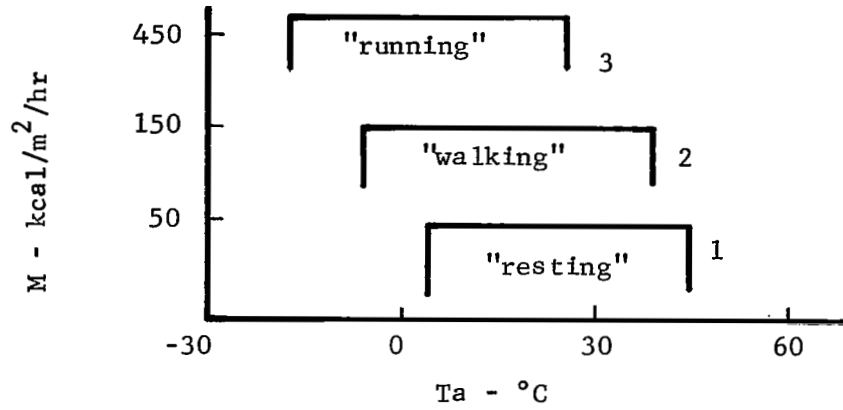 450
"running"
3
150
"walking"
2
50
"resting"
1
M - kcal/m²/hr
-30 0 30 60
Ta - °C